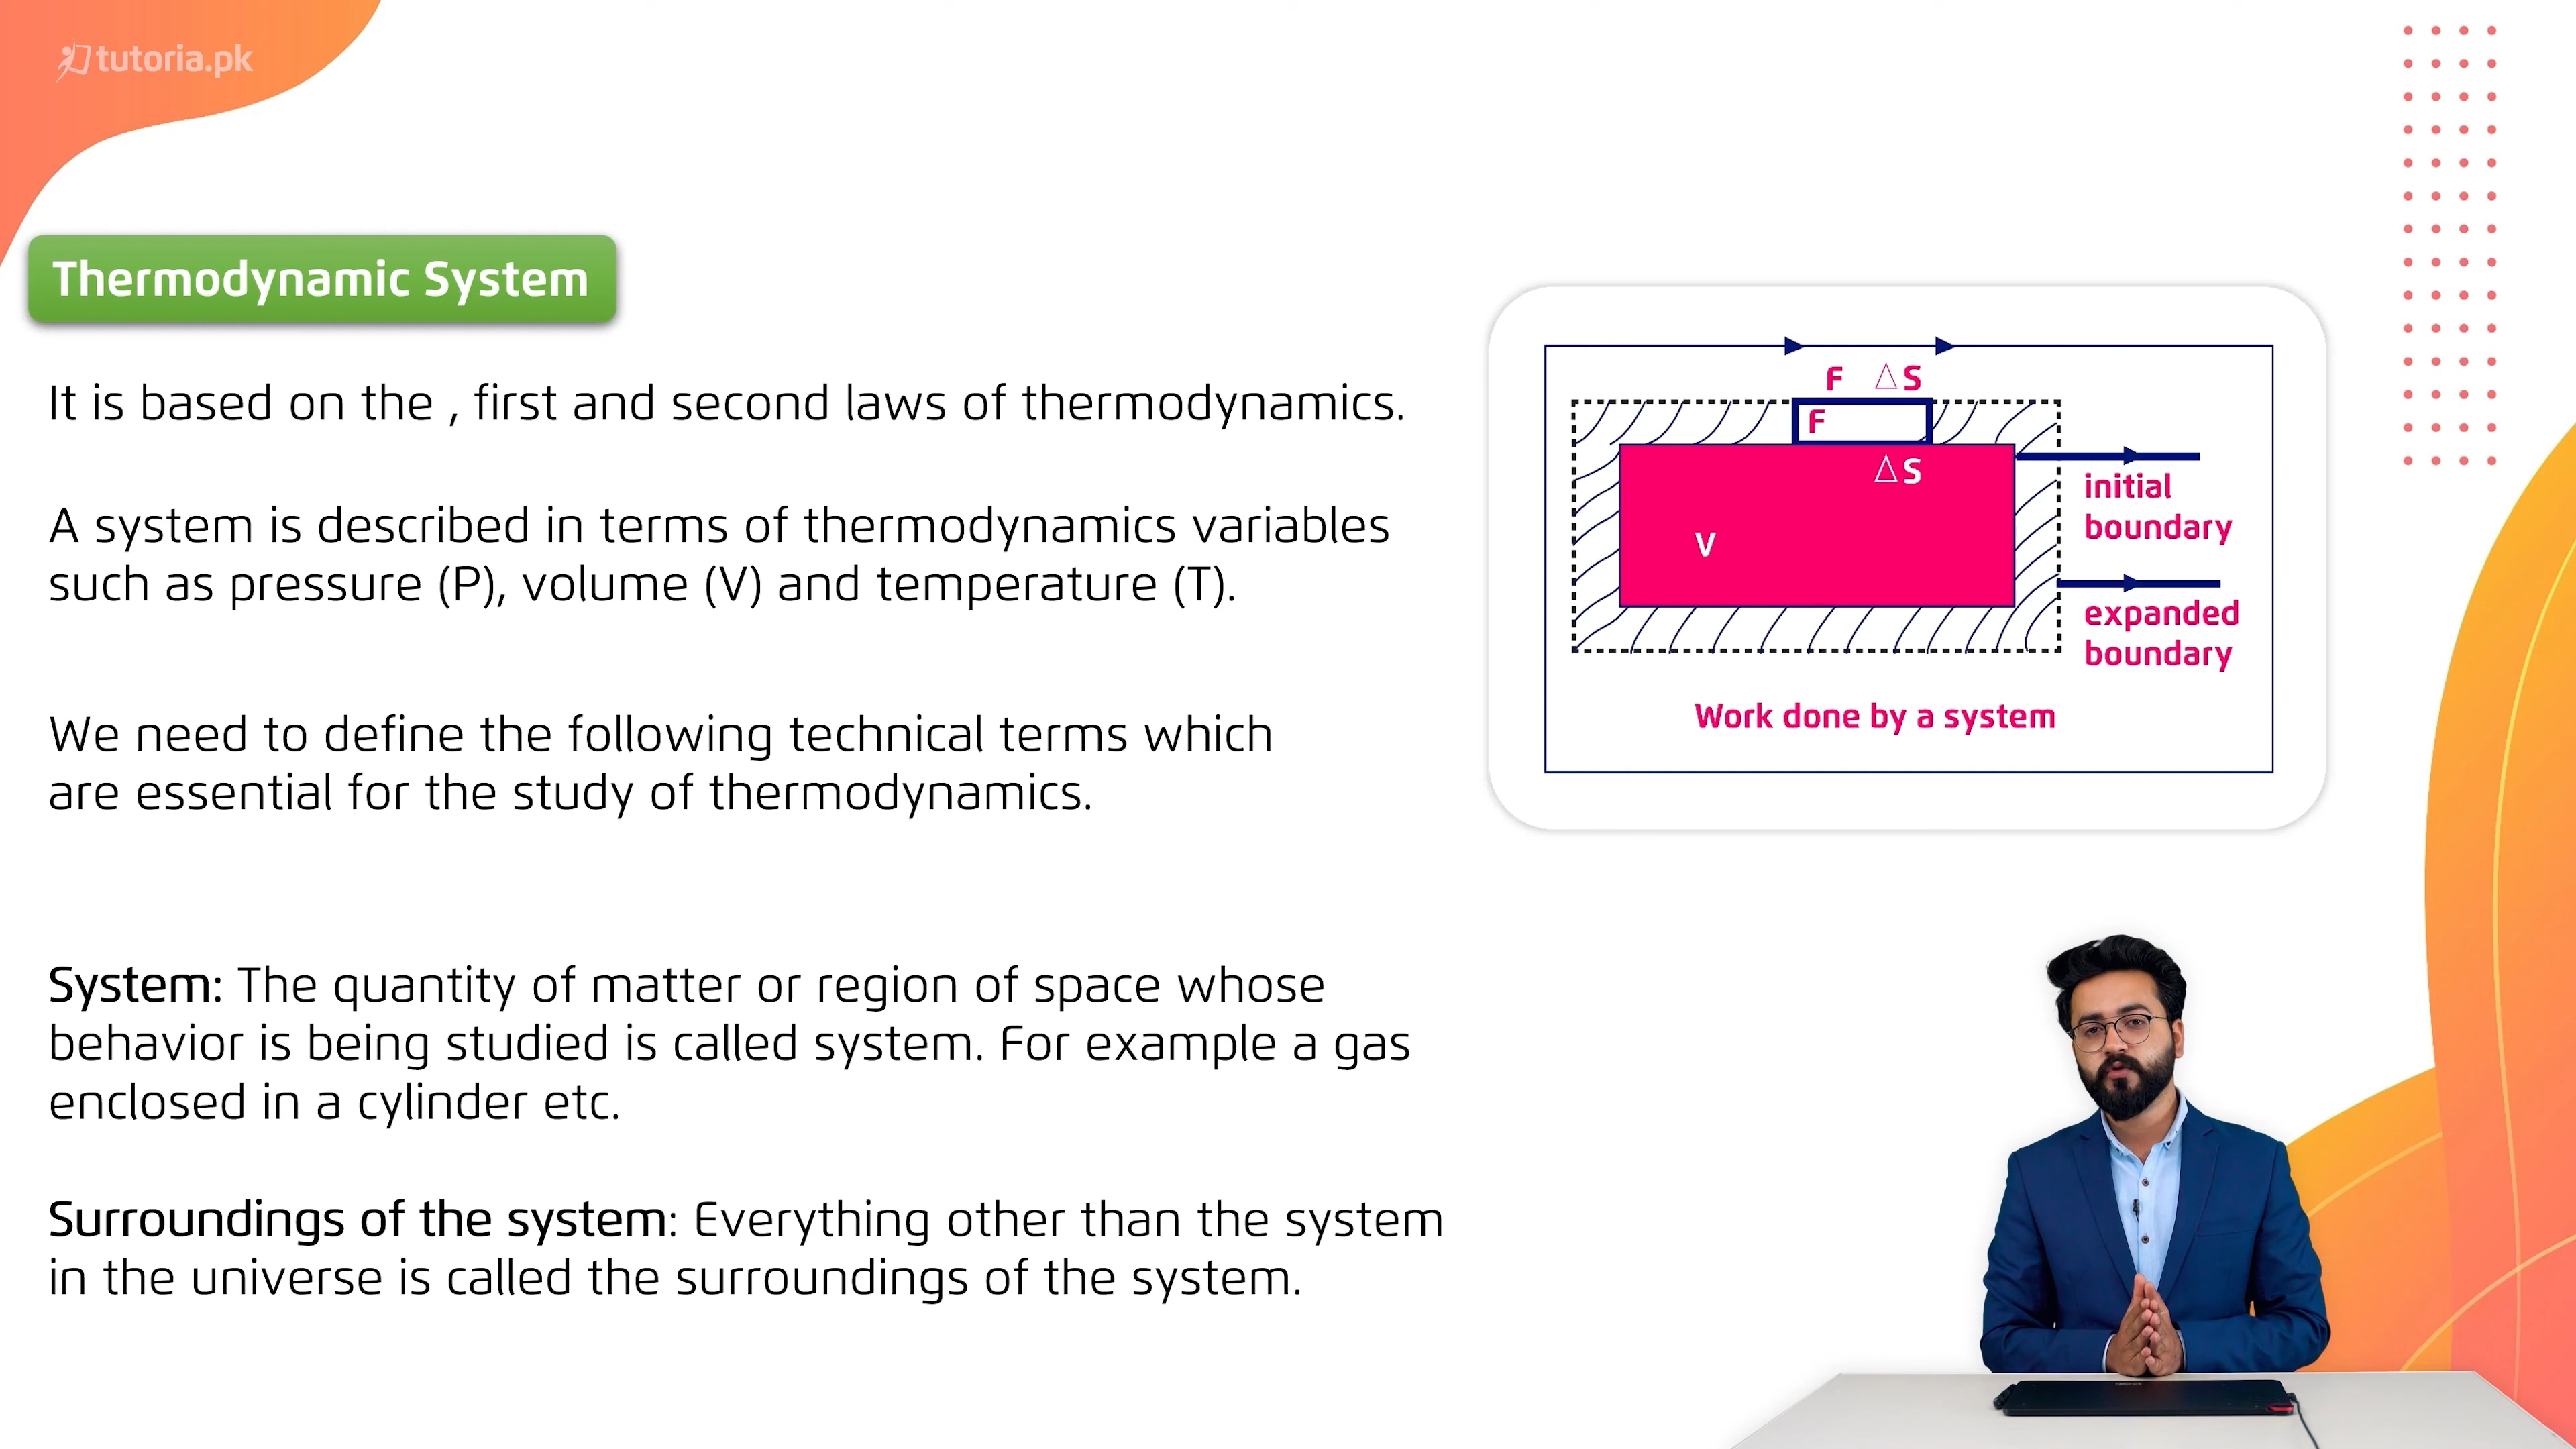 tutoria.pk
Thermodynamic System
It is based on the , first and second laws of thermodynamics.
A system is described in terms of thermodynamics variables
such as pressure (P), volume (V) and temperature (T).
We need to define the following technical terms which
are essential for the study of thermodynamics.
System: The quantity of matter or region of space whose
behavior is being studied is called system. For example a gas
enclosed in a cylinder etc.
Surroundings of the system: Everything other than the system
in the universe is called the surroundings of the system.
F △S
F
△S
V
initial
boundary
expanded
boundary
Work done by a system